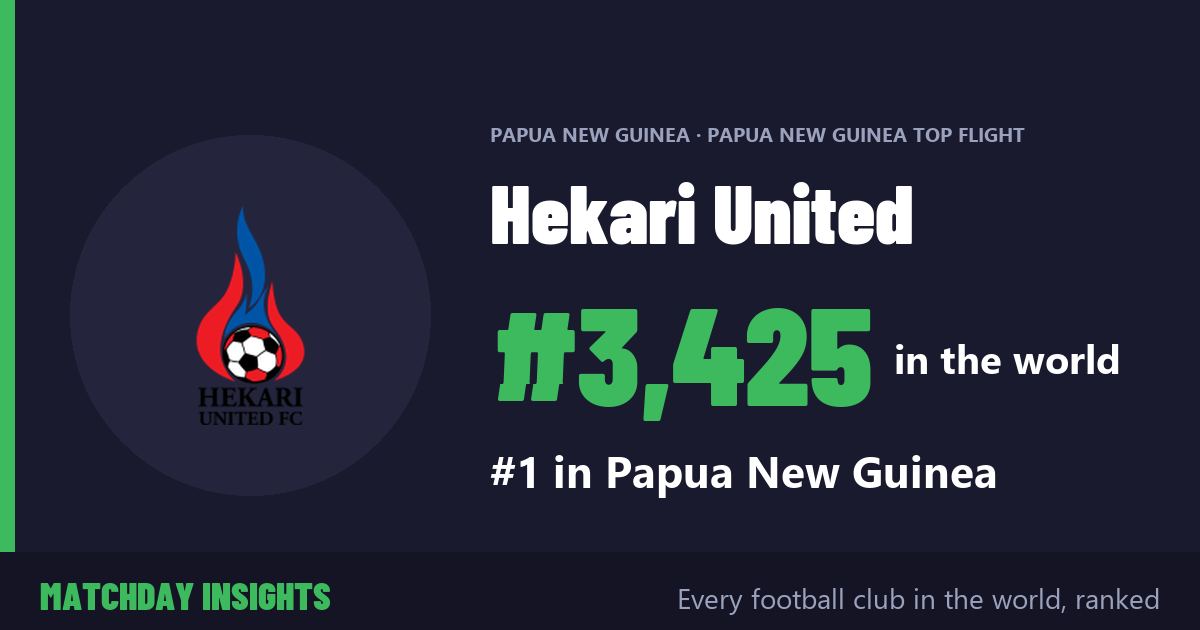 PAPUA NEW GUINEA · PAPUA NEW GUINEA TOP FLIGHT
Hekari United
#3,425 in the world
#1 in Papua New Guinea
HEKARI
UNITED FC
MATCHDAY INSIGHTS
Every football club in the world, ranked